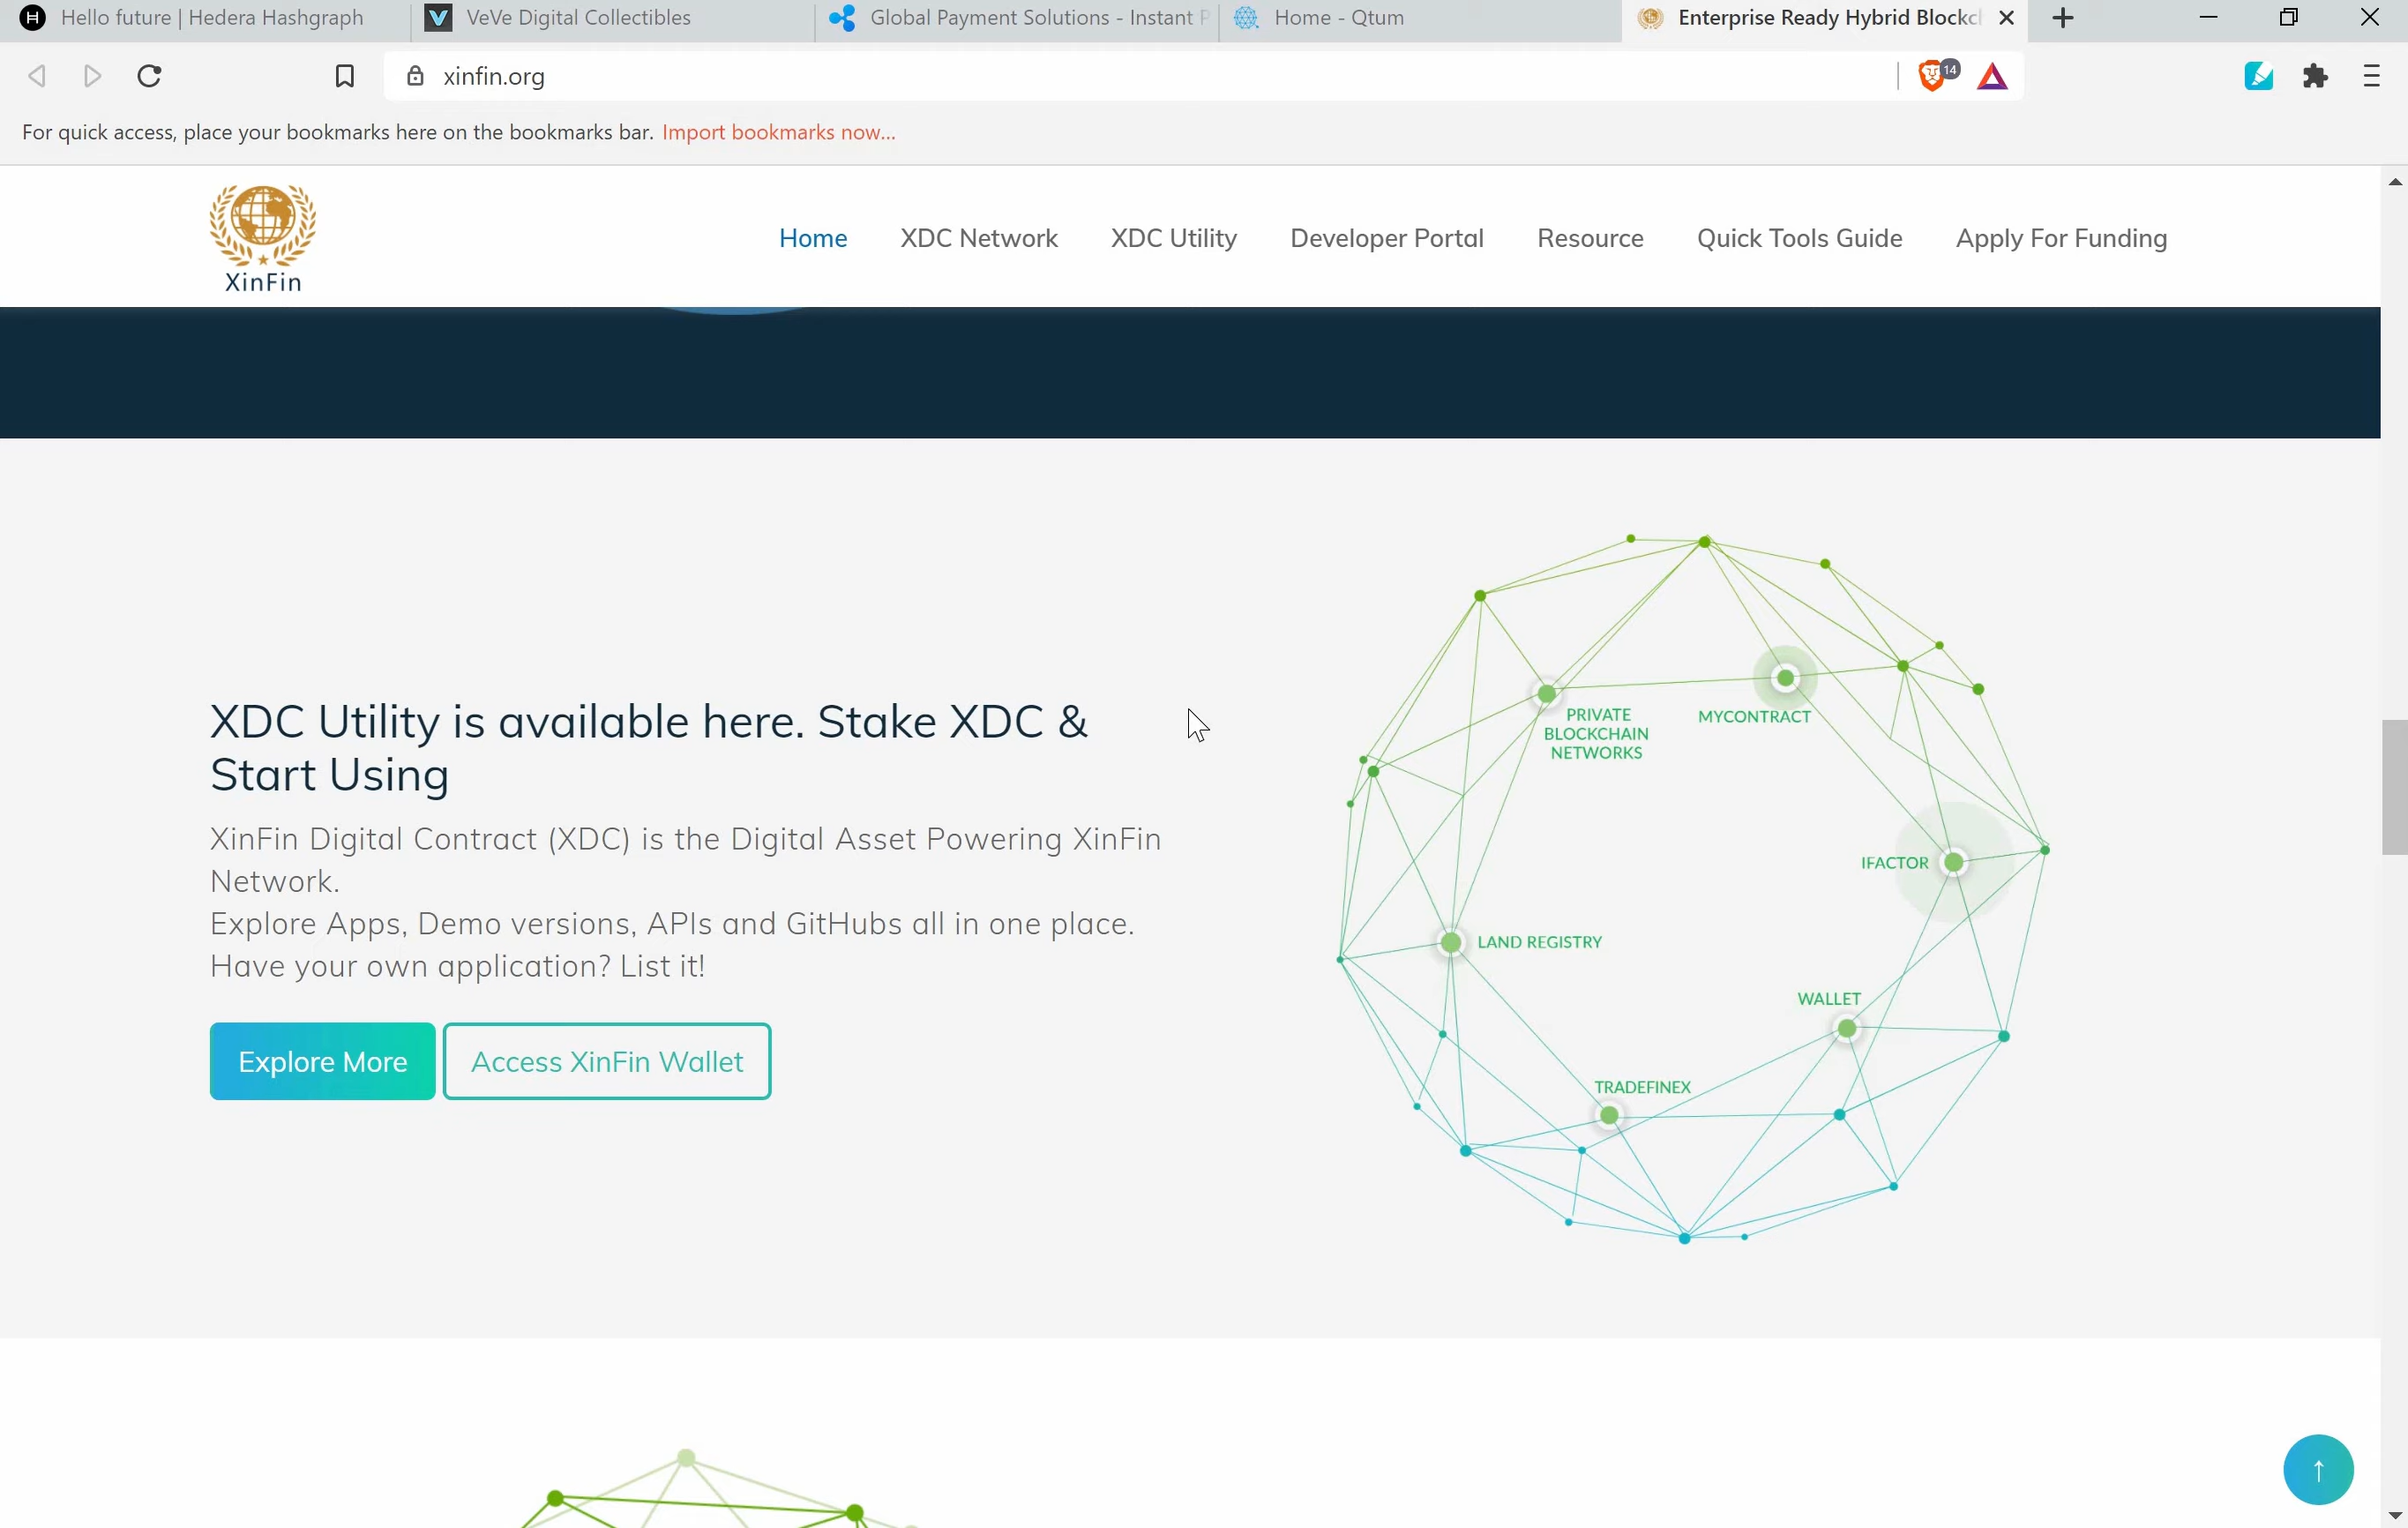 Hello future | Hedera Hashgraph
VeVe Digital Collectibles
Global Payment Solutions - Instant P
Home - Qtum
Enterprise Ready Hybrid Blockc
xinfin.org
14
For quick access, place your bookmarks here on the bookmarks bar. Import bookmarks now...
XinFin
Home
XDC Network
XDC Utility
Developer Portal
Resource
Quick Tools Guide
Apply For Funding
XDC Utility is available here. Stake XDC &
Start Using
XinFin Digital Contract (XDC) is the Digital Asset Powering XinFin
Network.
Explore Apps, Demo versions, APIs and GitHubs all in one place.
Have your own application? List it!
Explore More
Access XinFin Wallet
PRIVATE
BLOCKCHAIN
NETWORKS
MYCONTRACT
IFACTOR
LAND REGISTRY
WALLET
TRADEFINEX